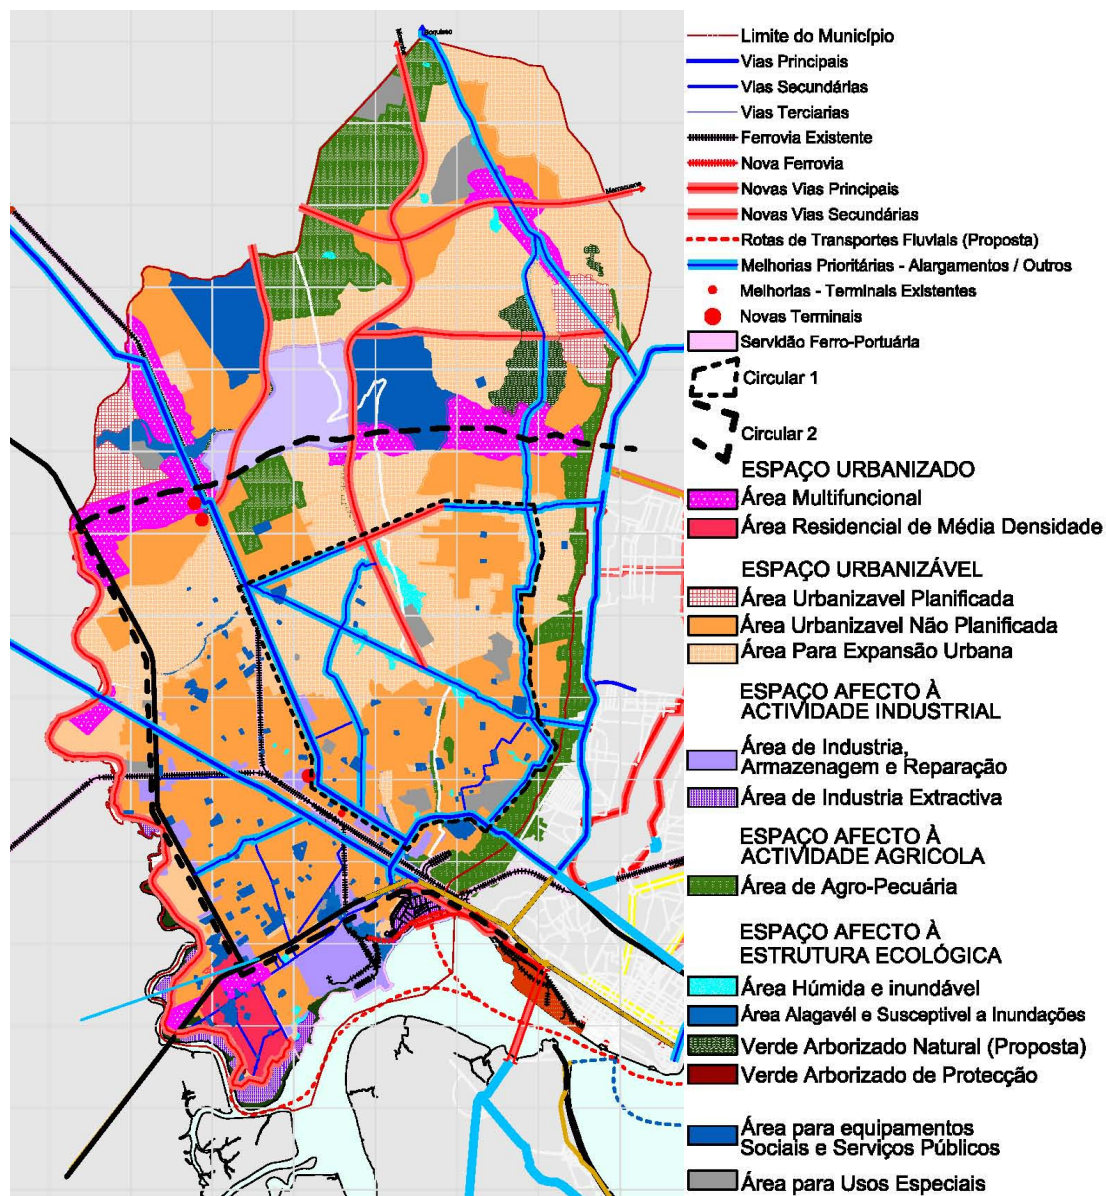 Moamba
Boquisso
Marracuene
Limite do Município
Vias Principais
Vias Secundárias
Vias Terciarias
Ferrovia Existente
Nova Ferrovia
Novas Vias Principais
Novas Vias Secundárias
Rotas de Transportes Fluviais (Proposta)
Melhorias Prioritárias - Alargamentos / Outros
Melhorias - Terminais Existentes
Novas Terminais
Servidão Ferro-Portuária
Circular 1
Circular 2
ESPAÇO URBANIZADO
Área Multifuncional
Área Residencial de Média Densidade
ESPAÇO URBANIZÁVEL
Área Urbanizavel Planificada
Área Urbanizavel Não Planificada
Área Para Expansão Urbana
ESPAÇO AFECTO À
ACTIVIDADE INDUSTRIAL
Área de Industria,
Armazenagem e Reparação
Área de Industria Extractiva
ESPAÇO AFECTO À
ACTIVIDADE AGRICOLA
Área de Agro-Pecuária
ESPAÇO AFECTO À
ESTRUTURA ECOLÓGICA
Área Húmida e inundável
Área Alagavél e Susceptivel a Inundações
Verde Arborizado Natural (Proposta)
Verde Arborizado de Protecção
Área para equipamentos
Sociais e Serviços Públicos
Área para Usos Especiais